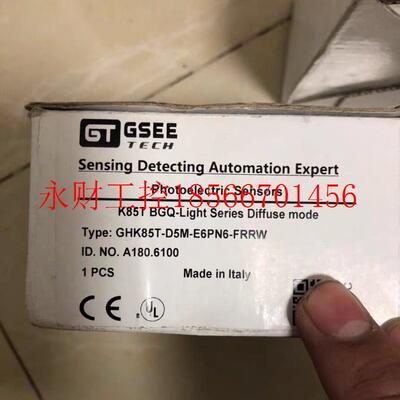 GT GSEE
TECH
Sensing Detecting Automation Expert
永财工控18566701456
Photoelectric Sensors
K85T BGQ-Light Series Diffuse mode
Type: GHK85T-D5M-E6PN6-FRRW
ID. NO. A180.6100
1 PCS Made in Italy
CE UL